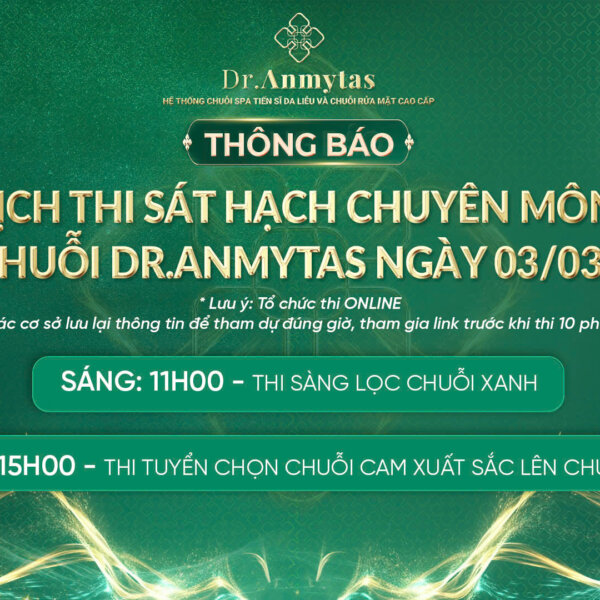 Dr.Anmytas
HỆ THỐNG CHUỖI SPA TIẾN SĨ DA LIỄU VÀ CHUỖI RỬA MẶT CAO CẤP
THÔNG BÁO
ỊCH THI SÁT HẠCH CHUYÊN MÔN
HUỖI DR.ANMYTAS NGÀY 03/03
* Lưu ý: Tổ chức thi ONLINE
ác cơ sở lưu lại thông tin để tham dự đúng giờ, tham gia link trước khi thi 10 ph
SÁNG: 11H00 - THI SÀNG LỌC CHUỖI XANH
15H00 - THI TUYỂN CHỌN CHUỖI CAM XUẤT SẮC LÊN CHU